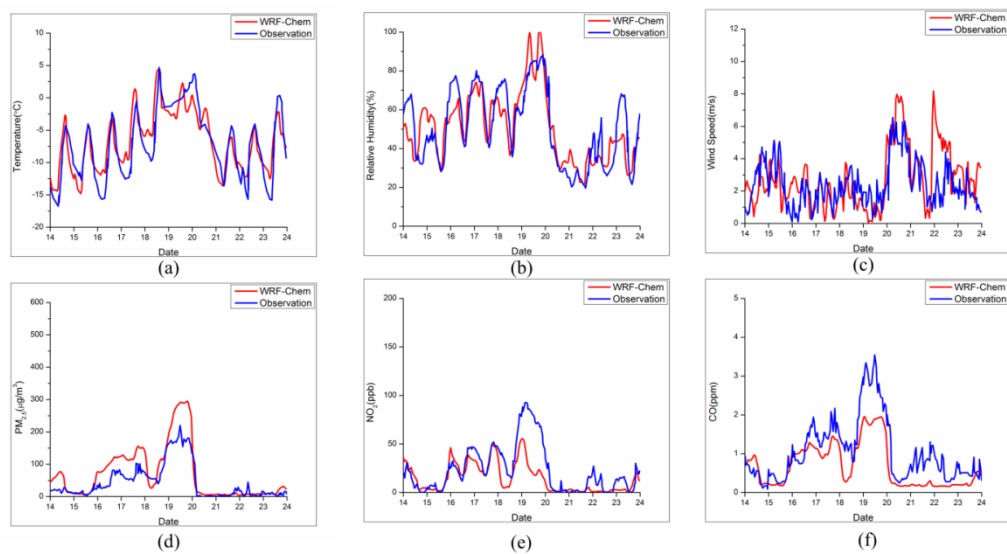 WRF-Chem
Observation
Temperature(°C)
10
5
0
-5
-10
-15
-20
14 15 16 17 18 19 20 21 22 23 24
Date
(a)
WRF-Chem
Observation
Relative Humidity(%)
100
80
60
40
20
0
14 15 16 17 18 19 20 21 22 23 24
Date
(b)
WRF-Chem
Observation
Wind Speed(m/s)
12
10
8
6
4
2
0
14 15 16 17 18 19 20 21 22 23 24
Date
(c)
WRF-Chem
Observation
PM2.5(μg/m3)
600
500
400
300
200
100
0
14 15 16 17 18 19 20 21 22 23 24
Date
(d)
WRF-Chem
Observation
NO2(ppb)
200
150
100
50
0
14 15 16 17 18 19 20 21 22 23 24
Date
(e)
WRF-Chem
Observation
CO(ppm)
5
4
3
2
1
0
14 15 16 17 18 19 20 21 22 23 24
Date
(f)